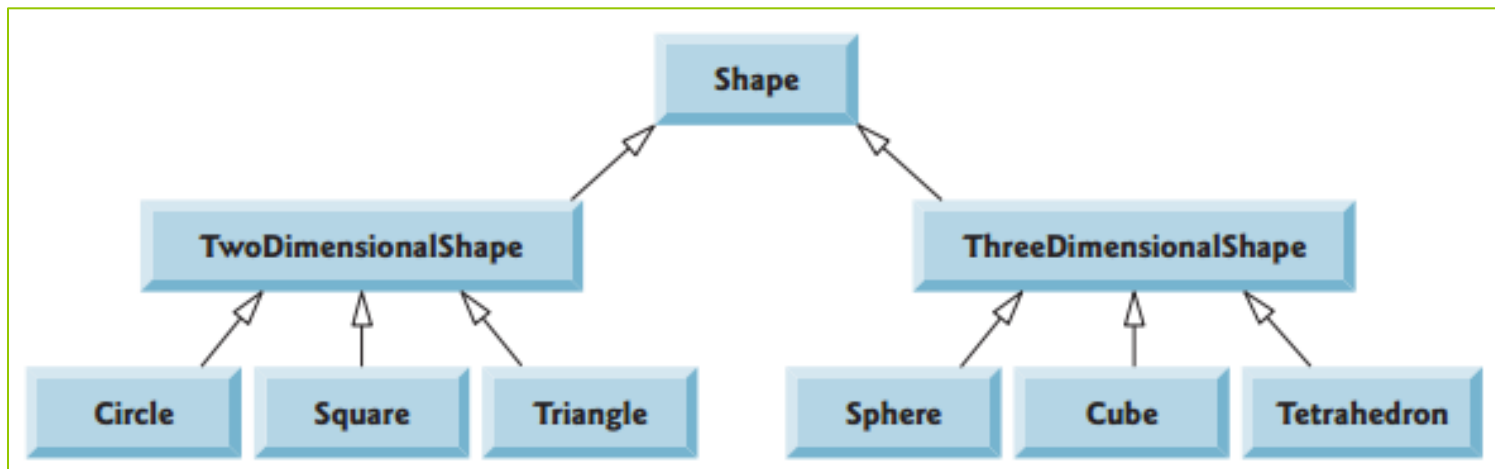 Shape
TwoDimensionalShape
ThreeDimensionalShape
Circle
Square
Triangle
Sphere
Cube
Tetrahedron